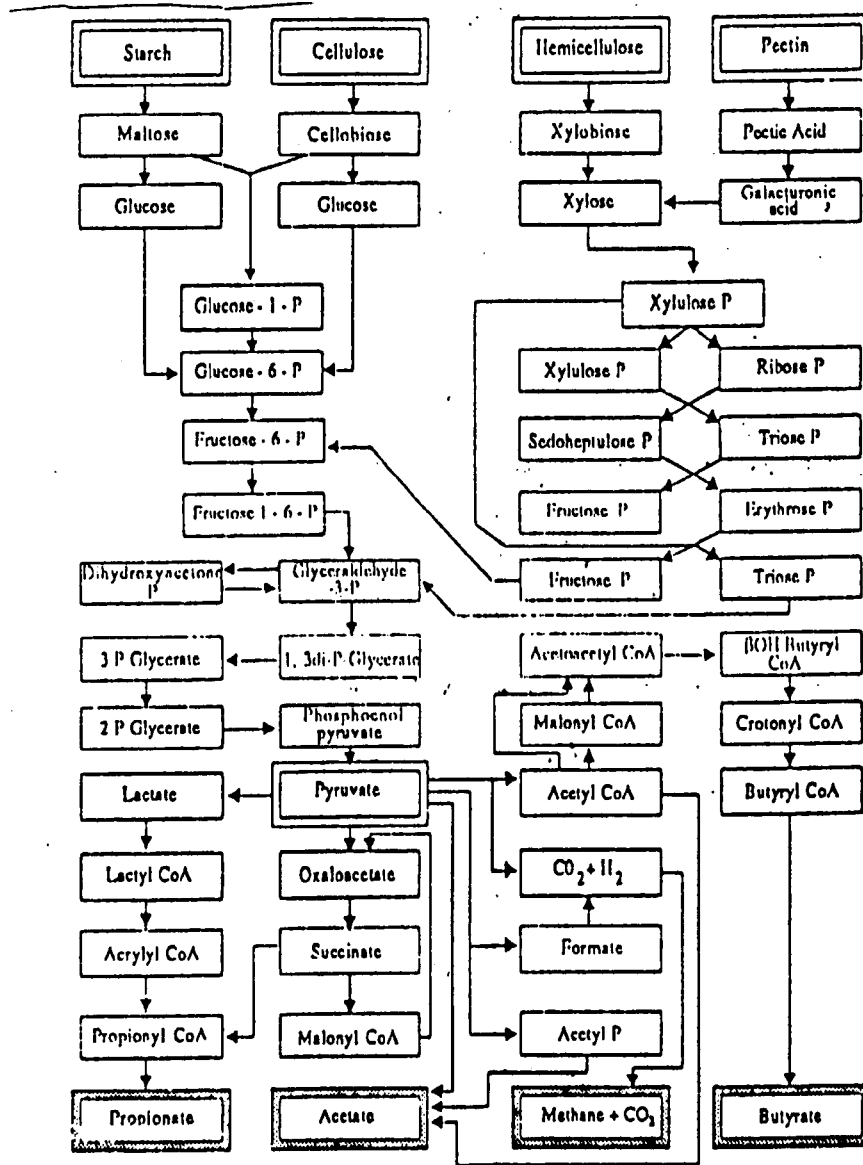 Starch
Cellulose
Hemicellulose
Pectin
Maltose
Cellobiose
Xylobiose
Pectic Acid
Glucose
Glucose
Xylose
Galacturonic
acid
Xylulose P
Glucose - 1 - P
Glucose - 6 - P
Xylulose P
Ribose P
Fructose - 6 - P
Sedoheptulose P
Triose P
Fructose 1 - 6 - P
Fructose P
Erythrose P
Dihydroxyacetone
P
Glyceraldehyde
-3-P
Fructose P
Triose P
3 P Glycerate
1, 3di-P-Glycerate
Acetoacetyl CoA
βOH Butyryl
CoA
2 P Glycerate
Phosphoenol
pyruvate
Malonyl CoA
Crotonyl CoA
Lactate
Pyruvate
Acetyl CoA
Butyryl CoA
Lactyl CoA
Oxaloacetate
CO2 + H2
Acrylyl CoA
Succinate
Formate
Propionyl CoA
Malonyl CoA
Acetyl P
Propionate
Acetate
Methane + CO2
Butyrate